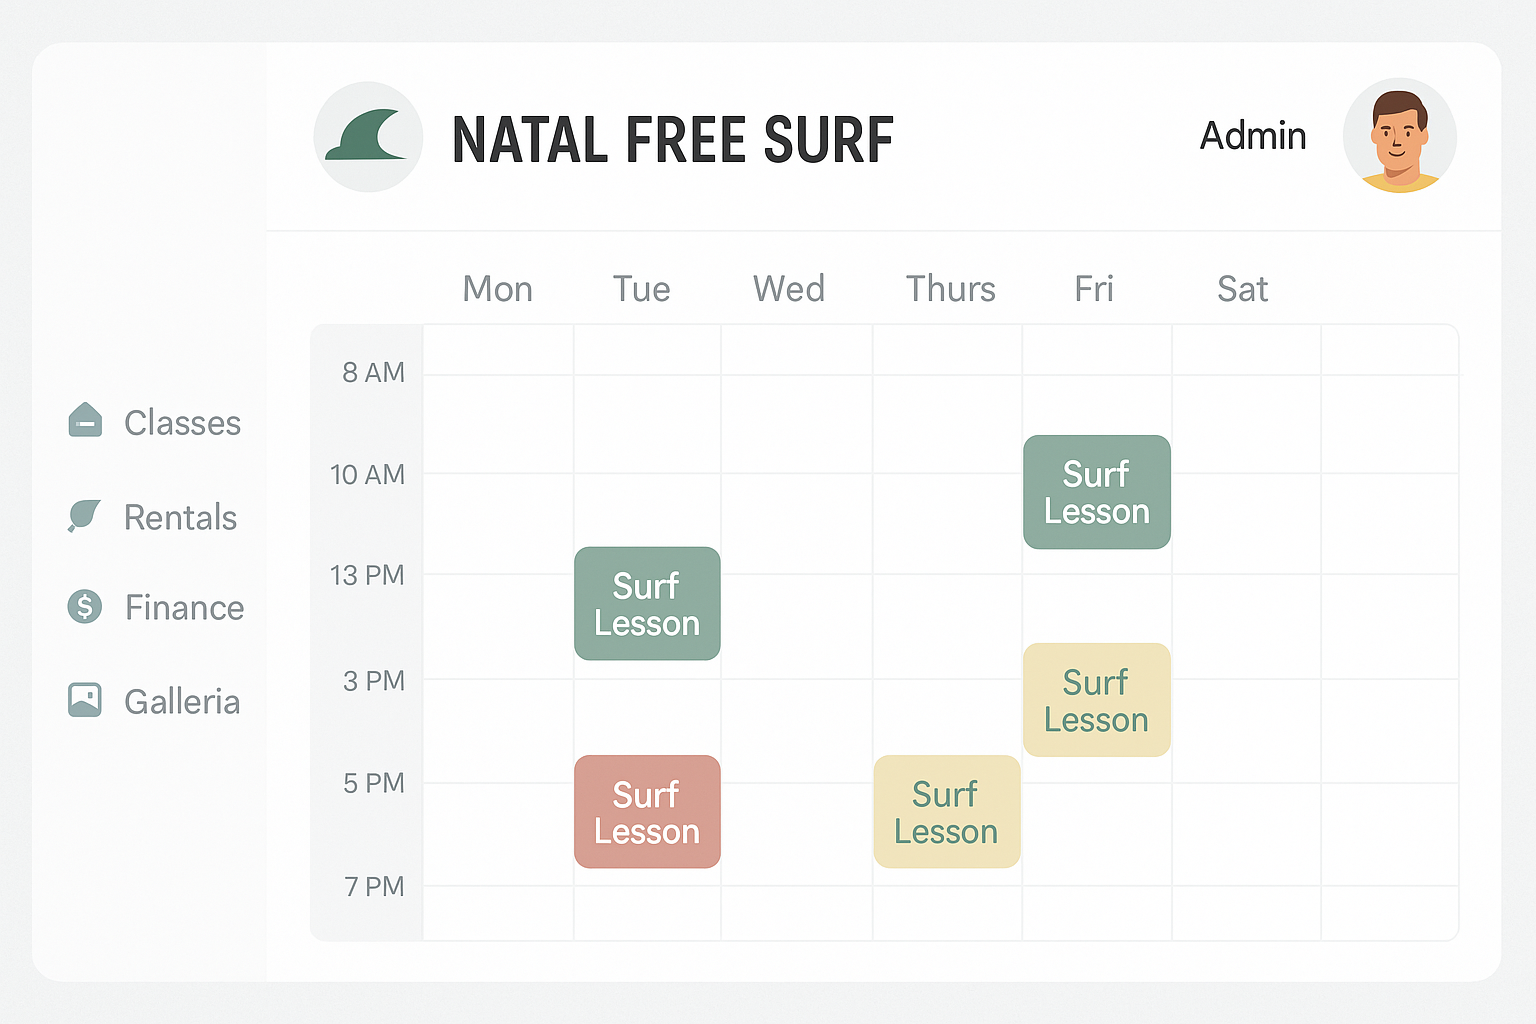 NATAL FREE SURF
Admin
Classes
Rentals
Finance
Galleria
Mon Tue Wed Thurs Fri Sat
8 AM
10 AM
Surf
Lesson
13 PM
Surf
Lesson
3 PM
Surf
Lesson
5 PM
Surf
Lesson
Surf
Lesson
7 PM